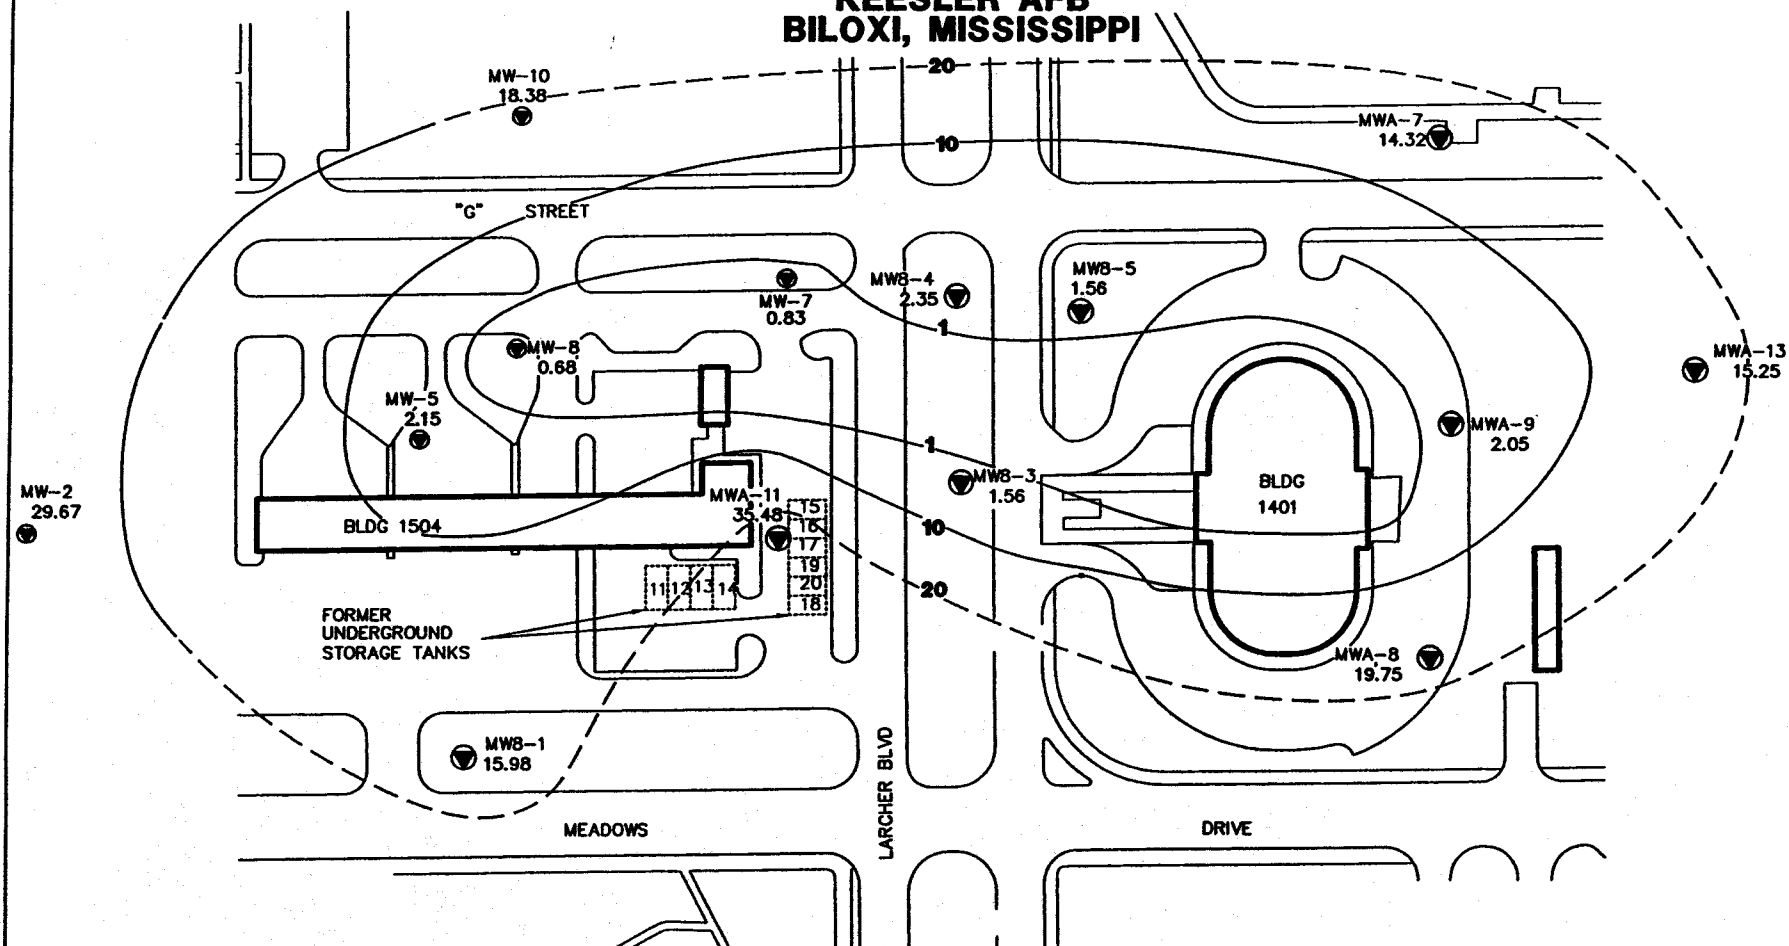 KEESLER AFB
BILOXI, MISSISSIPPI
20
MW-10
18.38
MWA-7
14.32
10
"G" STREET
MW-7
0.83
MW8-4
2.35
MW8-5
1.56
1
MW-8
0.68
MWA-13
15.25
MW-5
2.15
MWA-9
2.05
1
MW-2
29.67
MWA-11
35.48
MW8-3
1.56
BLDG
1401
BLDG 1504
10
15
16
17
19
20
18
11 12 13 14
20
FORMER
UNDERGROUND
STORAGE TANKS
MWA-8
19.75
MW8-1
15.98
LARCHER BLVD
MEADOWS DRIVE